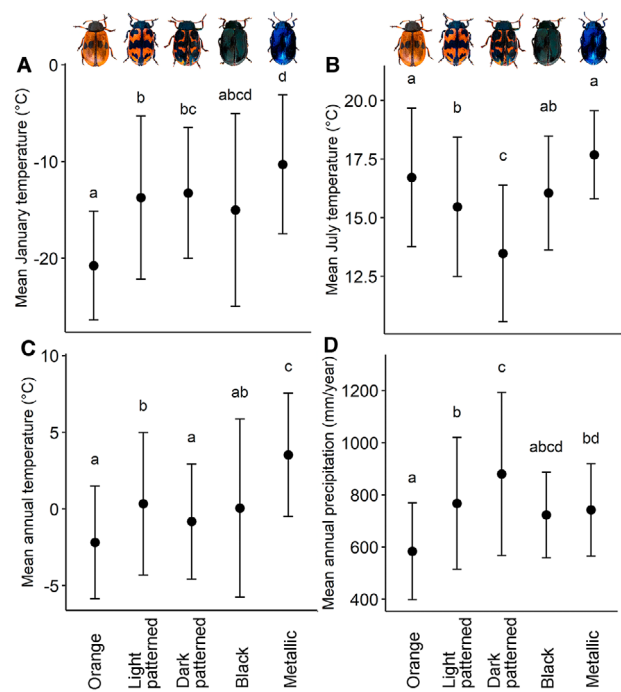 A
Mean January temperature (°C)
0
-10
-20
a
b
bc
abcd
d
B
Mean July temperature (°C)
20.0
17.5
15.0
12.5
a
b
c
ab
a
C
Mean annual temperature (°C)
10
5
0
-5
a
b
a
ab
c
Orange
Light
patterned
Dark
patterned
Black
Metallic
D
Mean annual precipitation (mm/year)
1200
1000
800
600
400
a
b
c
abcd
bd
Orange
Light
patterned
Dark
patterned
Black
Metallic